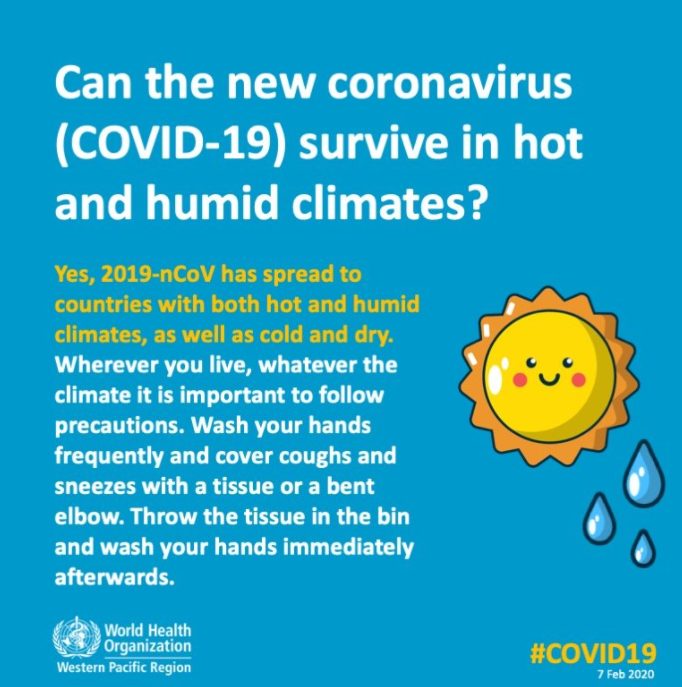 Can the new coronavirus
(COVID-19) survive in hot
and humid climates?
Yes, 2019-nCoV has spread to
countries with both hot and humid
climates, as well as cold and dry.
Wherever you live, whatever the
climate it is important to follow
precautions. Wash your hands
frequently and cover coughs and
sneezes with a tissue or a bent
elbow. Throw the tissue in the bin
and wash your hands immediately
afterwards.
World Health
Organization
Western Pacific Region
#COVID19
7 Feb 2020